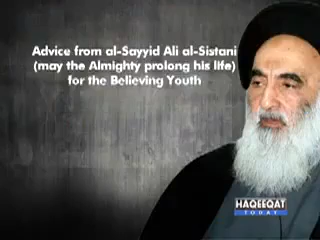 Advice from al-Sayyid Ali al-Sistani
(may the Almighty prolong his life)
for the Believing Youth
HAQEEQAT
TODAY